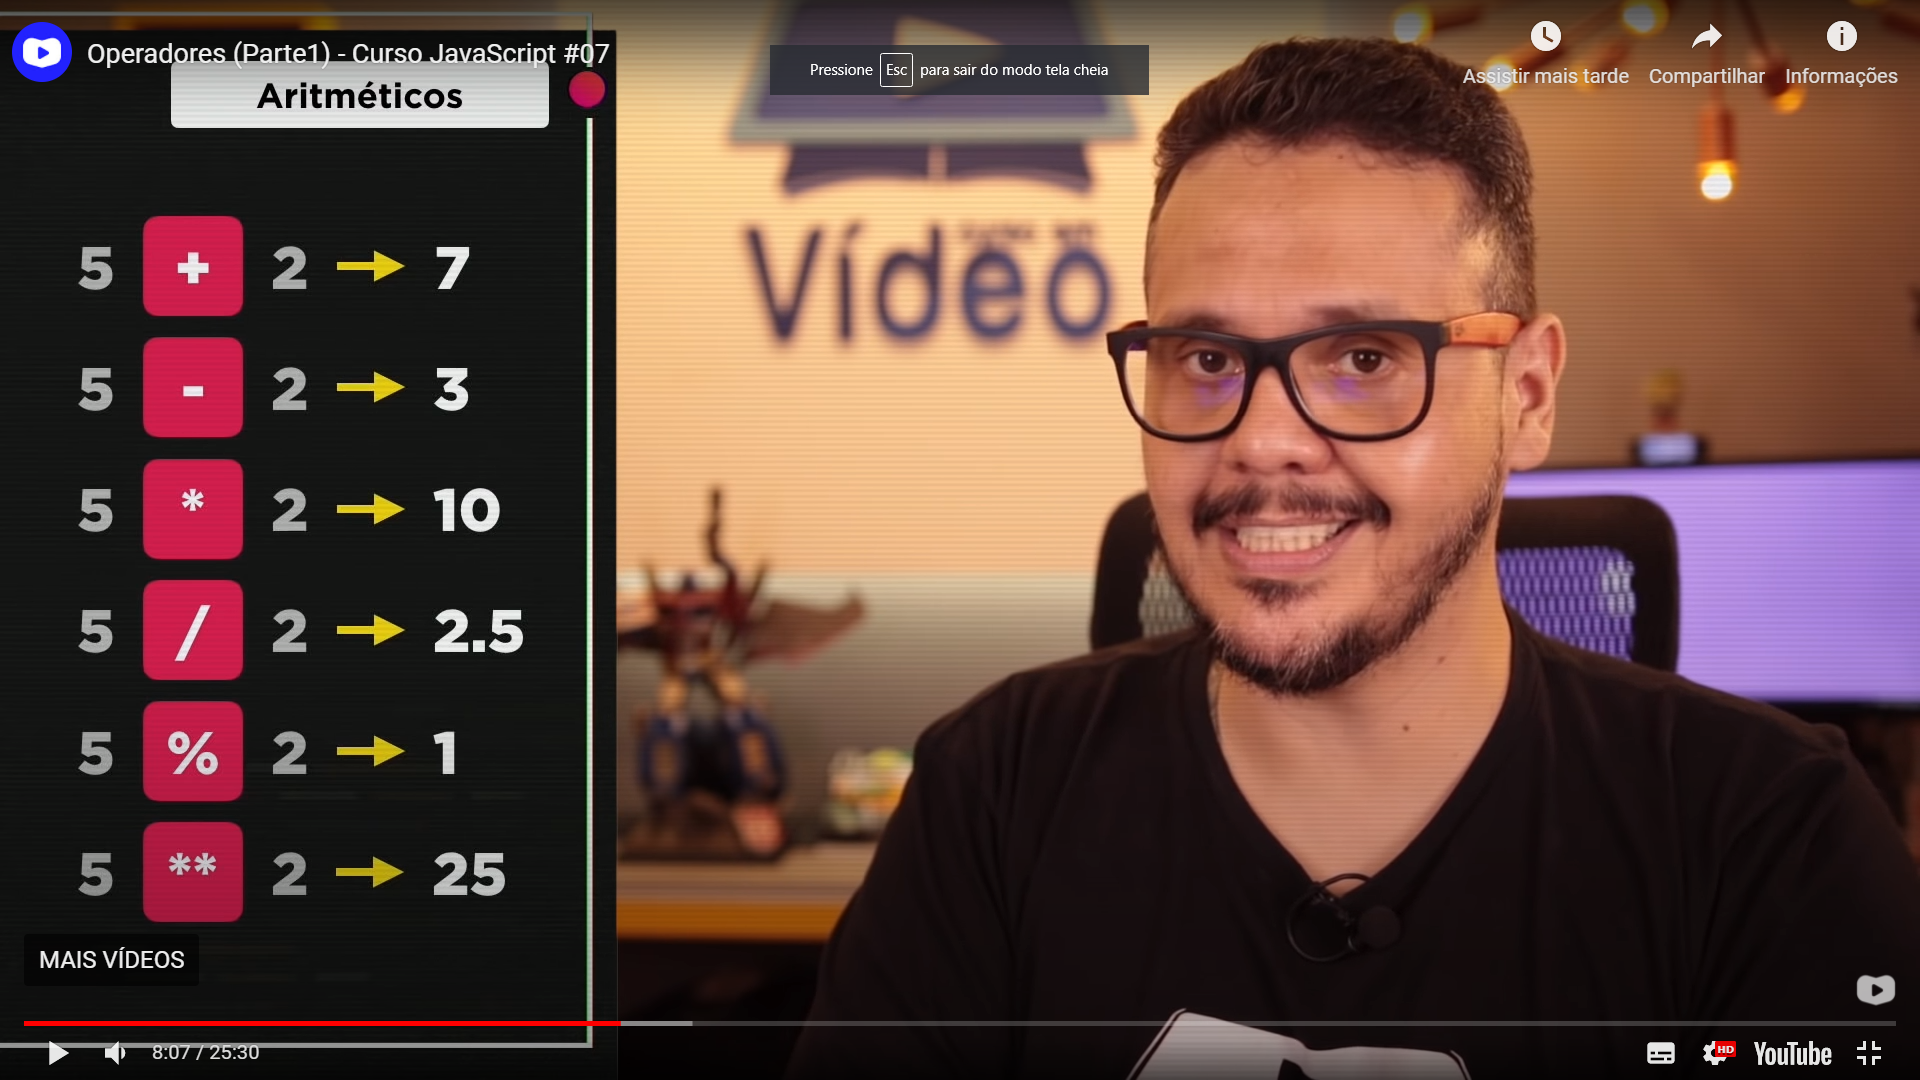 Operadores (Parte1) - Curso JavaScript #07
Pressione Esc para sair do modo tela cheia
Assistir mais tarde
Compartilhar
Informações
Aritméticos
5 + 2 → 7
5 - 2 → 3
5 * 2 → 10
5 / 2 → 2.5
5 % 2 → 1
5 ** 2 → 25
Vídeo
MAIS VÍDEOS
8:07 / 25:30
HD
YouTube